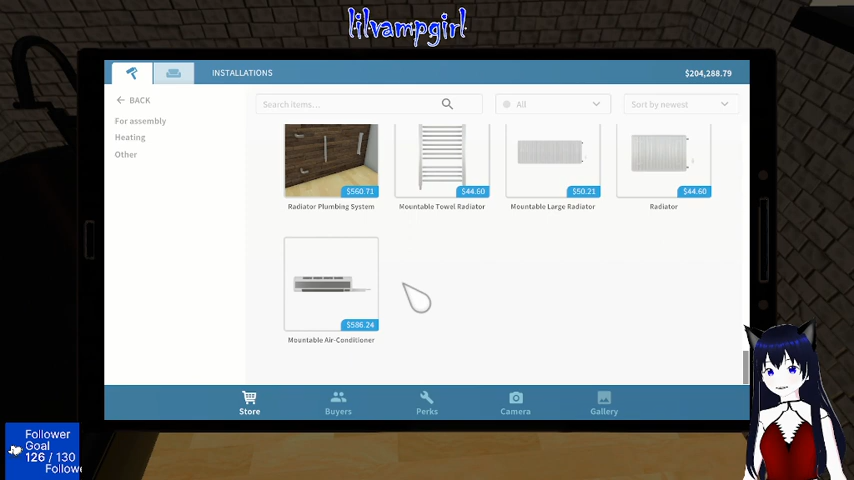 lilvampgirl
INSTALLATIONS
$204,288.79
BACK
Search items...
All
Sort by newest
For assembly
Heating
Other
$560.71
$44.60
$50.21
$44.60
Radiator Plumbing System
Mountable Towel Radiator
Mountable Large Radiator
Radiator
$586.24
Mountable Air-Conditioner
Store
Buyers
Perks
Camera
Gallery
Follower
Goal
126 / 130
Followe